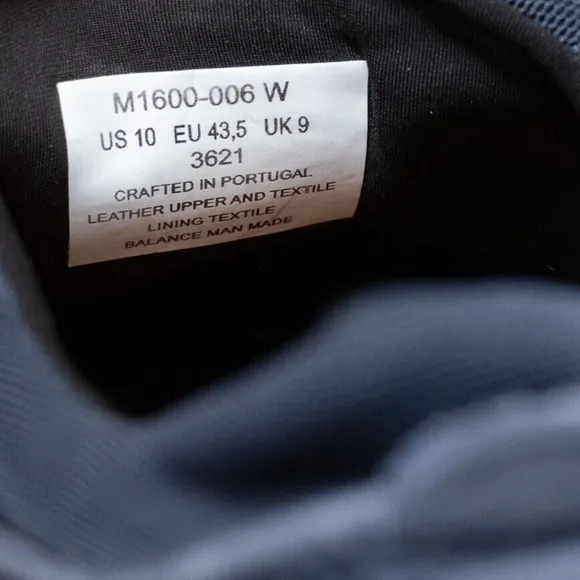 M1600-006 W
US 10 EU 43,5 UK 9
3621
CRAFTED IN PORTUGAL
LEATHER UPPER AND TEXTILE
LINING TEXTILE
BALANCE MAN MADE